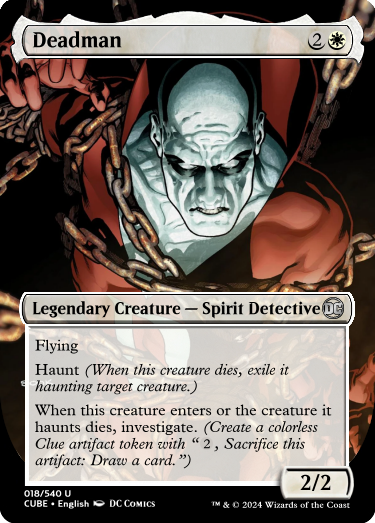 Deadman 2
Legendary Creature — Spirit Detective DC
Flying
Haunt (When this creature dies, exile it
haunting target creature.)
When this creature enters or the creature it
haunts dies, investigate. (Create a colorless
Clue artifact token with “ 2 , Sacrifice this
artifact: Draw a card.”)
2/2
018/540 U
CUBE • English DC COMICS
™ & © 2024 Wizards of the Coast